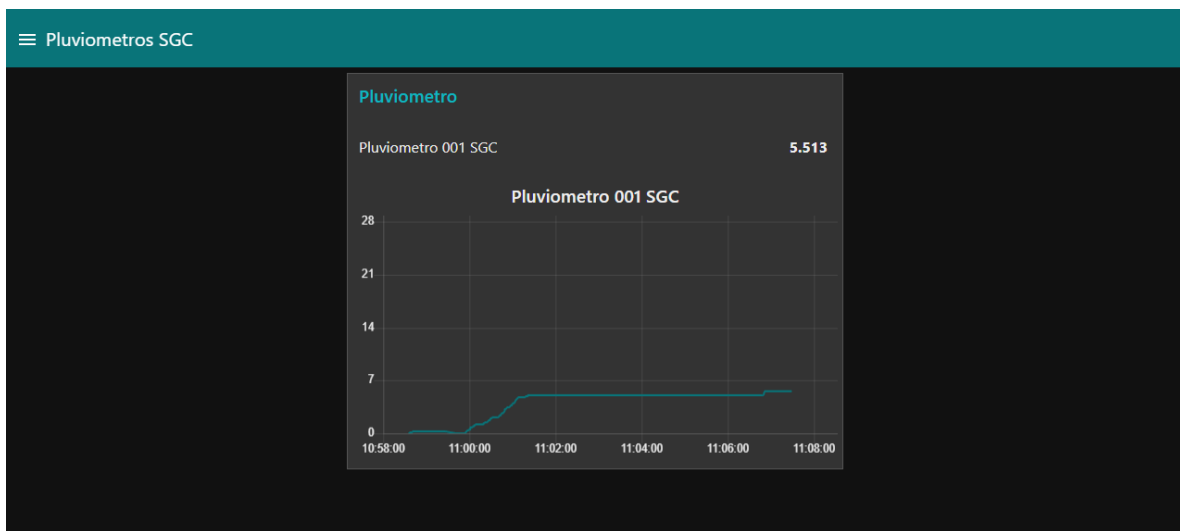 Pluviometros SGC
Pluviometro
Pluviometro 001 SGC 5.513
Pluviometro 001 SGC
28
21
14
7
0
10:58:00 11:00:00 11:02:00 11:04:00 11:06:00 11:08:00